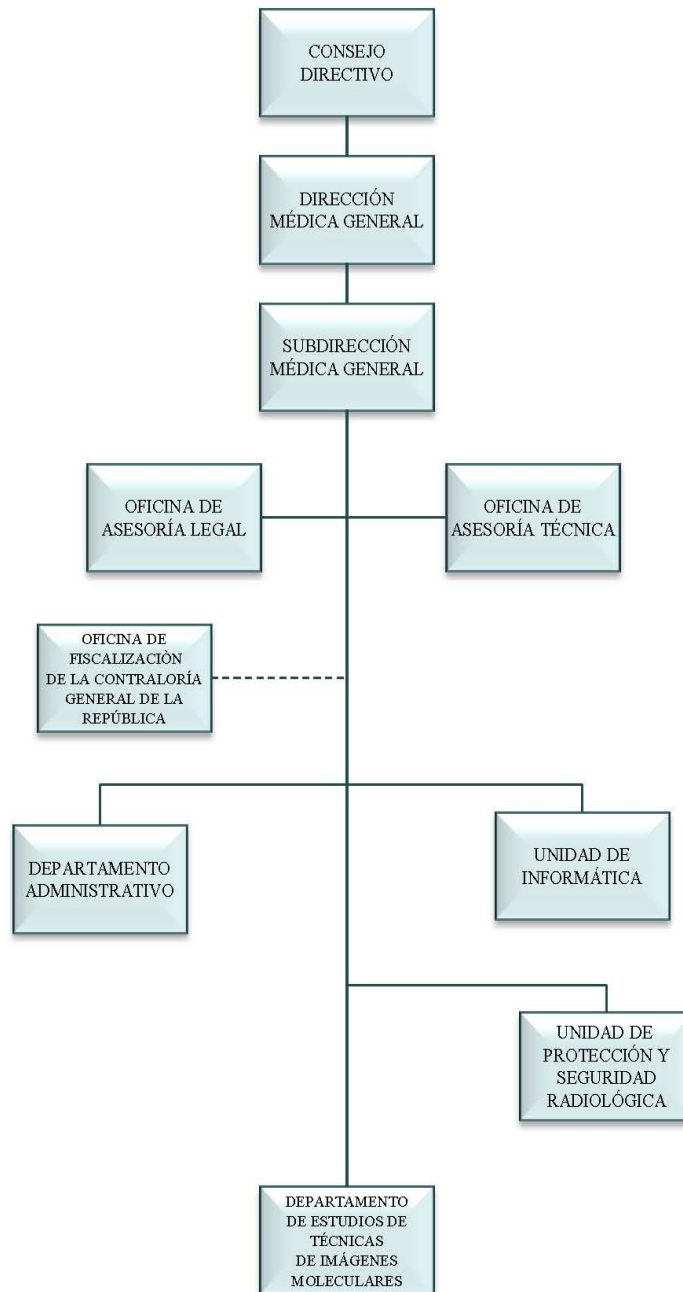 CONSEJO
DIRECTIVO
DIRECCIÓN
MÉDICA GENERAL
SUBDIRECCIÓN
MÉDICA GENERAL
OFICINA DE
ASESORÍA LEGAL
OFICINA DE
ASESORÍA TÉCNICA
OFICINA DE
FISCALIZACIÒN
DE LA CONTRALORÍA
GENERAL DE LA
REPÚBLICA
DEPARTAMENTO
ADMINISTRATIVO
UNIDAD DE
INFORMÁTICA
UNIDAD DE
PROTECCIÓN Y
SEGURIDAD
RADIOLÓGICA
DEPARTAMENTO
DE ESTUDIOS DE
TÉCNICAS
DE IMÁGENES
MOLECULARES